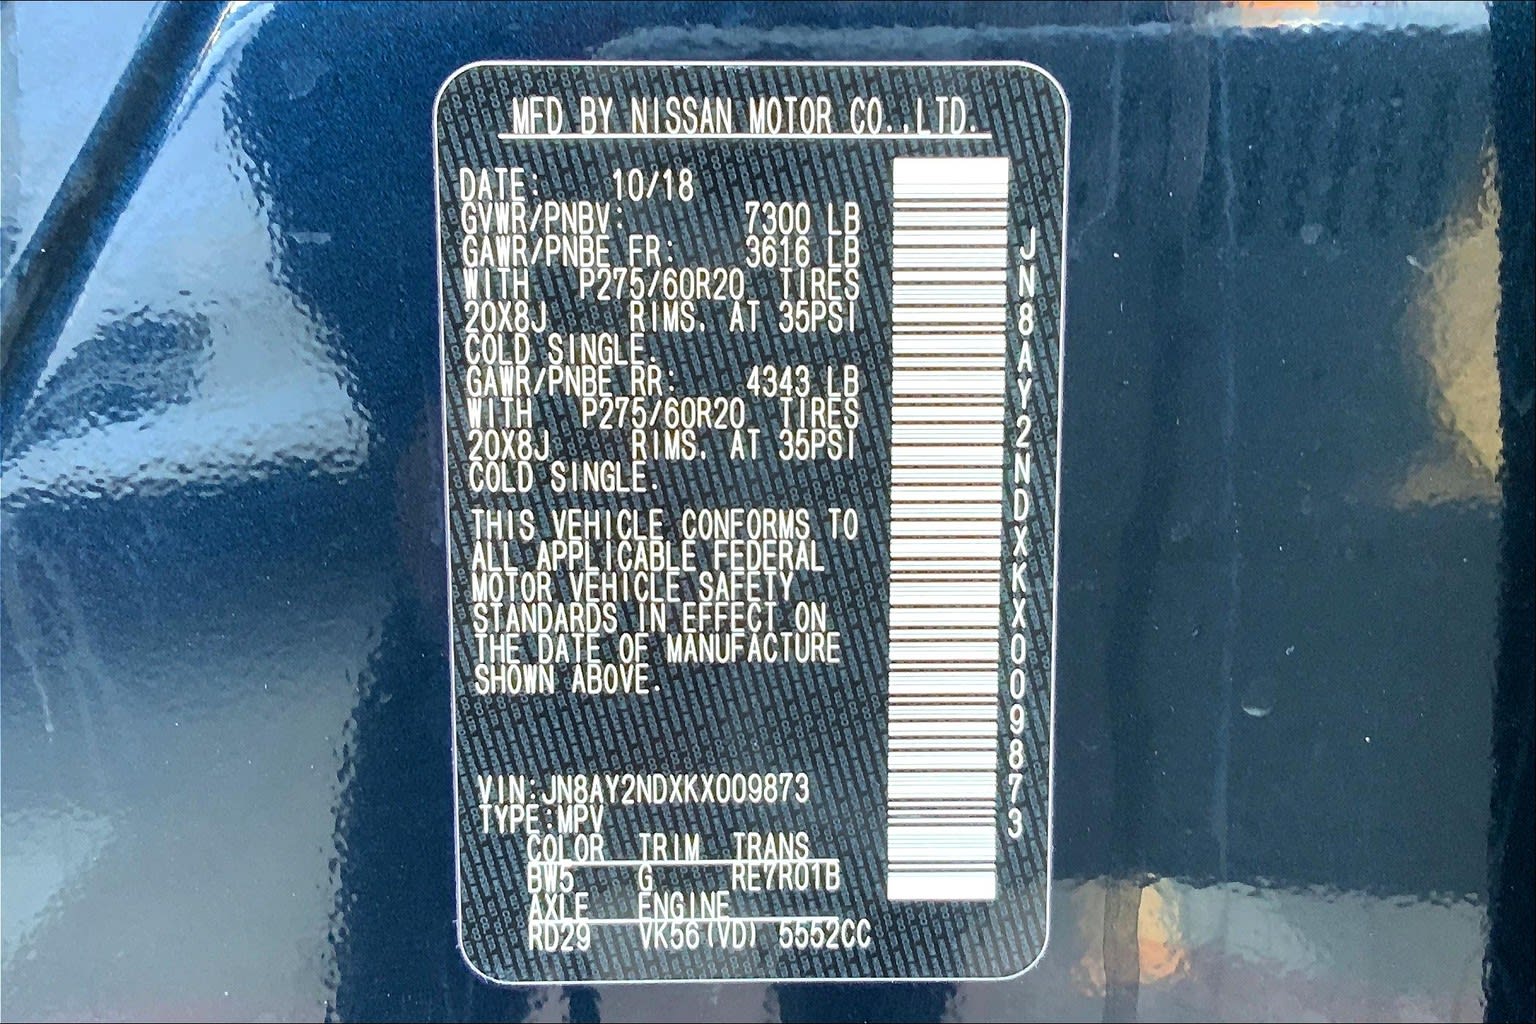 MFD BY NISSAN MOTOR CO.,LTD.
DATE: 10/18
GVWR/PNBV: 7300 LB
GAWR/PNBE FR: 3616 LB
WITH P275/60R20 TIRES
20X8J RIMS. AT 35PSI
COLD SINGLE.
GAWR/PNBE RR: 4343 LB
WITH P275/60R20 TIRES
20X8J RIMS. AT 35PSI
COLD SINGLE.
THIS VEHICLE CONFORMS TO
ALL APPLICABLE FEDERAL
MOTOR VEHICLE SAFETY
STANDARDS IN EFFECT ON
THE DATE OF MANUFACTURE
SHOWN ABOVE.
VIN:JN8AY2NDXKX009873
TYPE:MPV
COLOR TRIM TRANS
BW5 G RE7R01B
AXLE ENGINE
RD29 VK56(VD) 5552CC
JN8AY2NDXKX009873